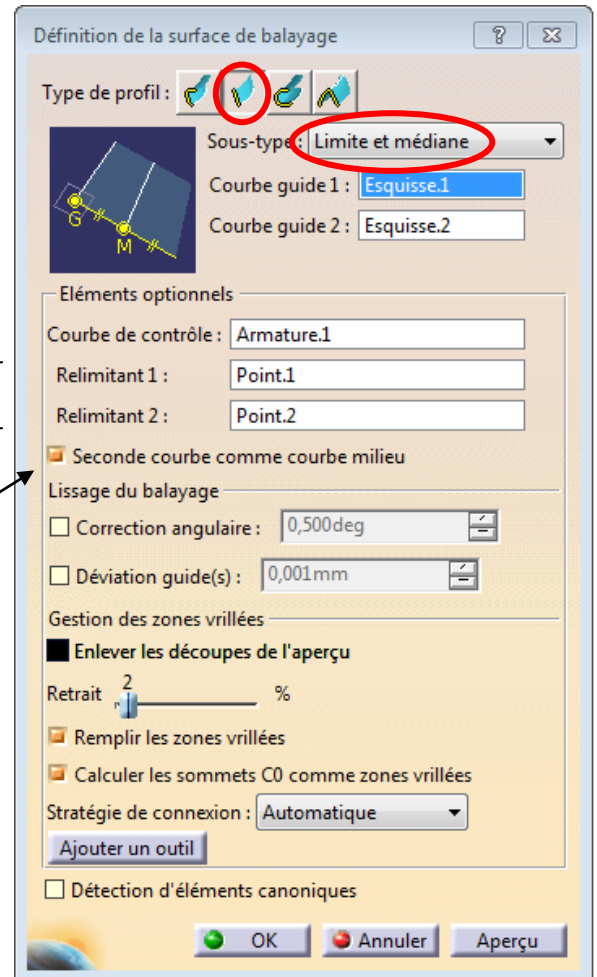 Définition de la surface de balayage
Type de profil :
Sous-type : Limite et médiane
Courbe guide 1 : Esquisse.1
Courbe guide 2 : Esquisse.2
G
M
Eléments optionnels
Courbe de contrôle : Armature.1
Relimitant 1 : Point.1
Relimitant 2 : Point.2
Seconde courbe comme courbe milieu
Lissage du balayage
Correction angulaire : 0,500deg
Déviation guide(s) : 0,001mm
Gestion des zones vrillées
Enlever les découpes de l'aperçu
2
Retrait %
Remplir les zones vrillées
Calculer les sommets C0 comme zones vrillées
Stratégie de connexion : Automatique
Ajouter un outil
Détection d'éléments canoniques
OK Annuler Aperçu